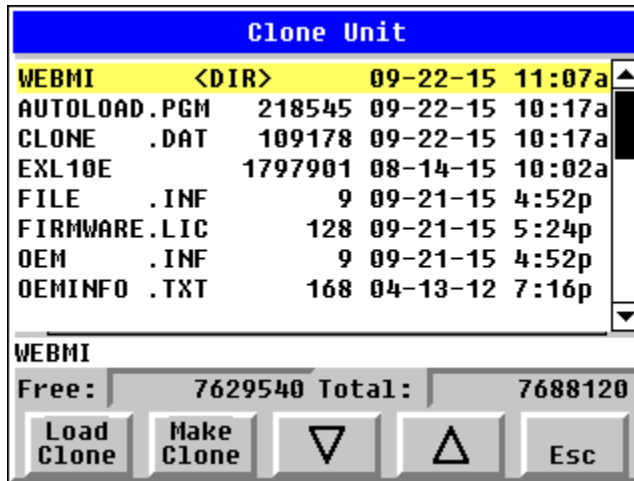 Clone Unit
WEBMI <DIR> 09-22-15 11:07a
AUTOLOAD.PGM 218545 09-22-15 10:17a
CLONE .DAT 109178 09-22-15 10:17a
EXL10E 1797901 08-14-15 10:02a
FILE .INF 9 09-21-15 4:52p
FIRMWARE.LIC 128 09-21-15 5:24p
OEM .INF 9 09-21-15 4:52p
OEMINFO .TXT 168 04-13-12 7:16p
WEBMI
Free: 7629540 Total: 7688120
Load Clone Make Clone Esc